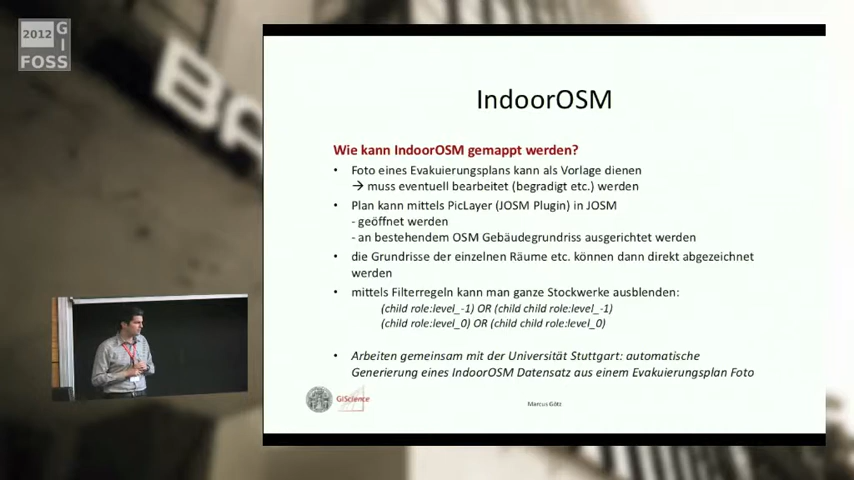 2012
GI
FOSS
BA
IndoorOSM
Wie kann IndoorOSM gemappt werden?
• Foto eines Evakuierungsplans kann als Vorlage dienen
→ muss eventuell bearbeitet (begradigt etc.) werden
• Plan kann mittels PicLayer (JOSM Plugin) in JOSM
- geöffnet werden
- an bestehendem OSM Gebäudegrundriss ausgerichtet werden
• die Grundrisse der einzelnen Räume etc. können dann direkt abgezeichnet
werden
• mittels Filterregeln kann man ganze Stockwerke ausblenden:
(child role:level_-1) OR (child child role:level_-1)
(child role:level_0) OR (child child role:level_0)
• Arbeiten gemeinsam mit der Universität Stuttgart: automatische
Generierung eines IndoorOSM Datensatz aus einem Evakuierungsplan Foto
GIScience
Marcus Götz